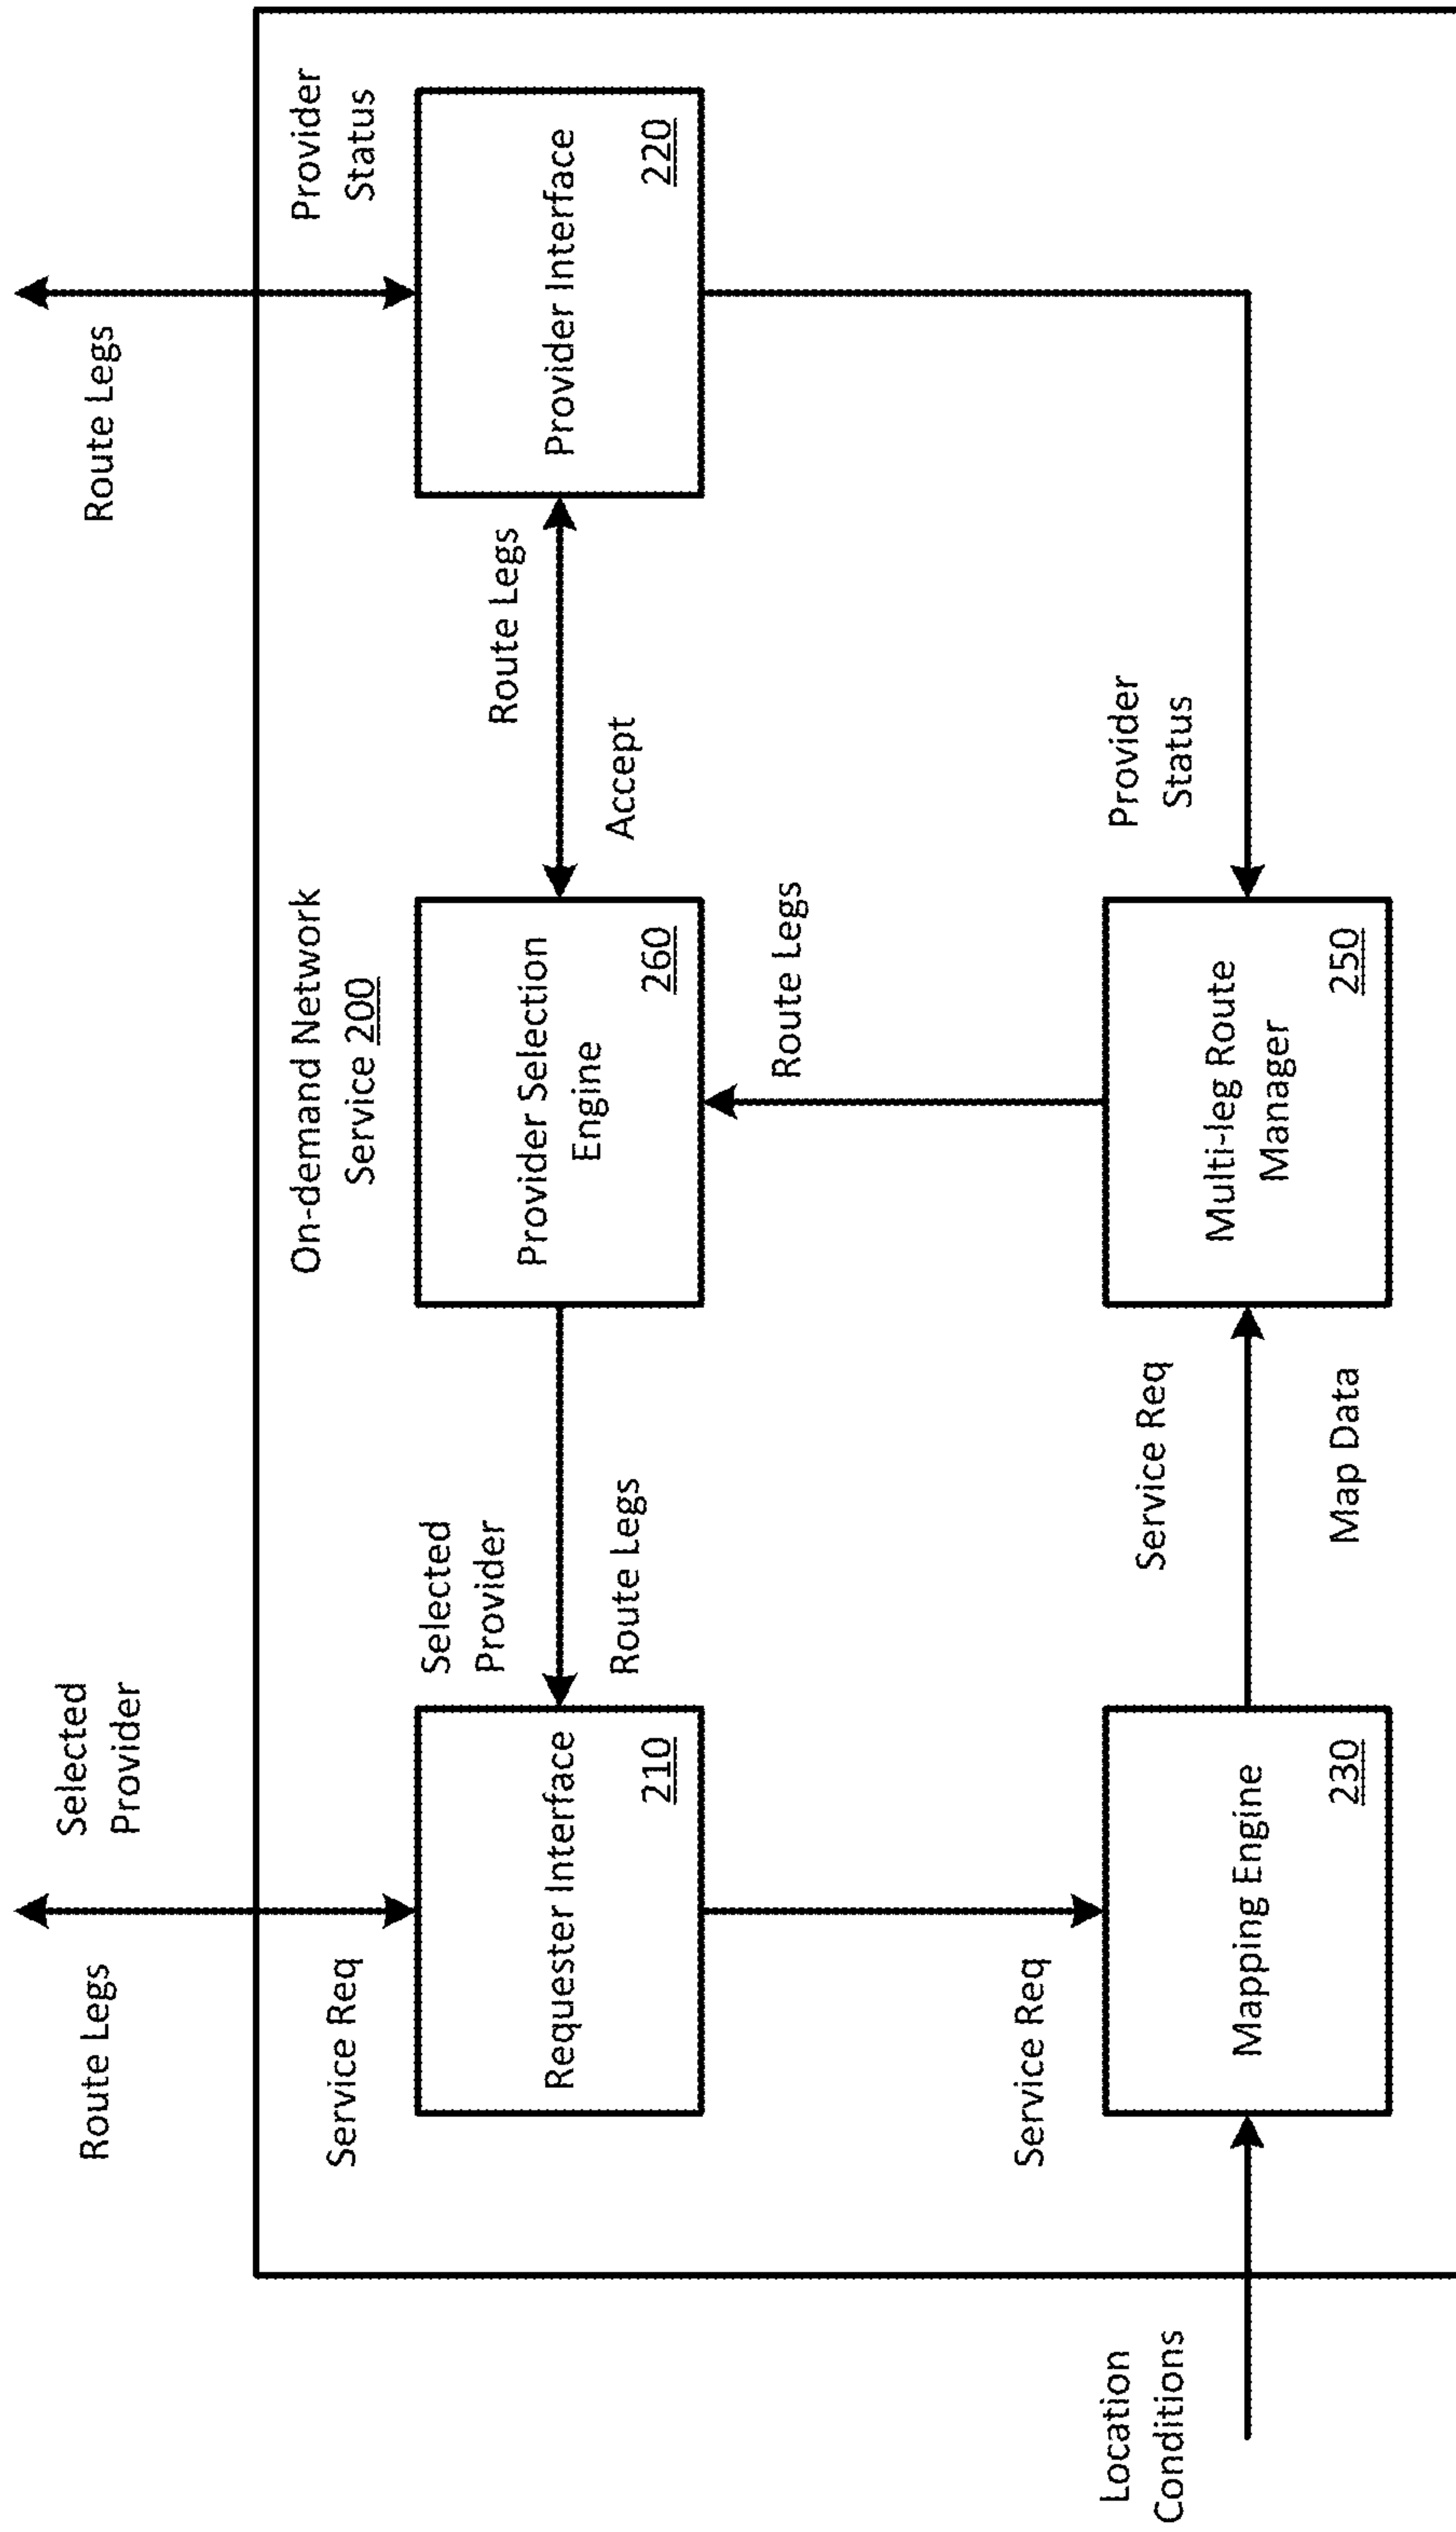 Route Legs
Selected
Provider
Route Legs
Service Req
On-demand Network
Service 200
Provider
Status
Requester Interface
210
Selected
Provider
Route Legs
Provider Selection
Engine
260
Route Legs
Accept
Provider Interface
220
Service Req
Route Legs
Provider
Status
Location
Conditions
Mapping Engine
230
Service Req
Map Data
Multi-leg Route
Manager
250